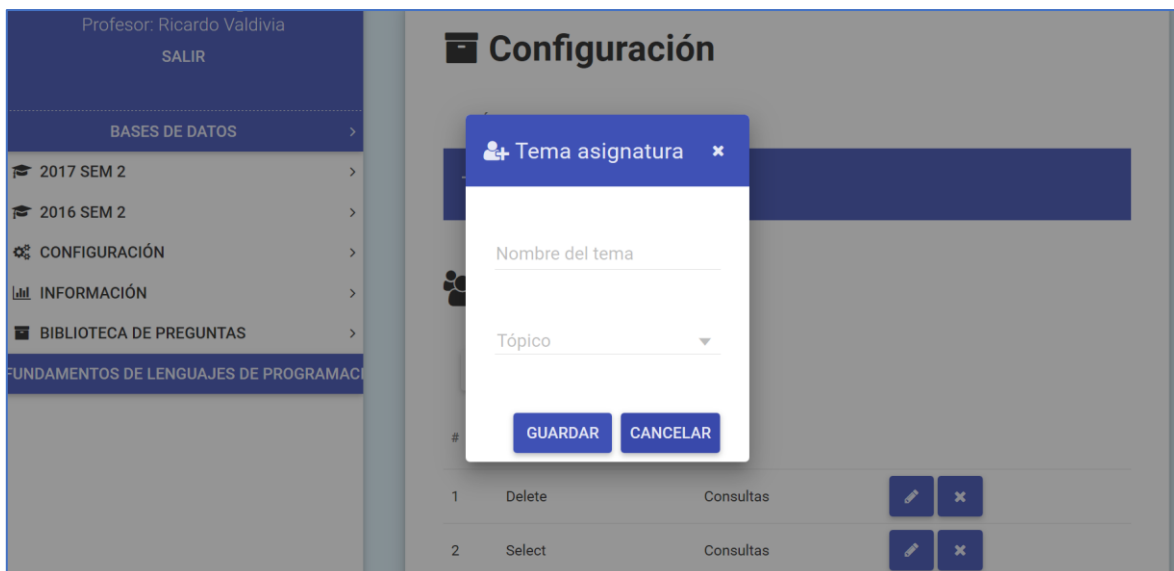 Profesor: Ricardo Valdivia
SALIR
BASES DE DATOS
2017 SEM 2
2016 SEM 2
CONFIGURACIÓN
INFORMACIÓN
BIBLIOTECA DE PREGUNTAS
FUNDAMENTOS DE LENGUAJES DE PROGRAMACI
Configuración
Tema asignatura
Nombre del tema
Tópico
GUARDAR CANCELAR
#
1 Delete Consultas
2 Select Consultas